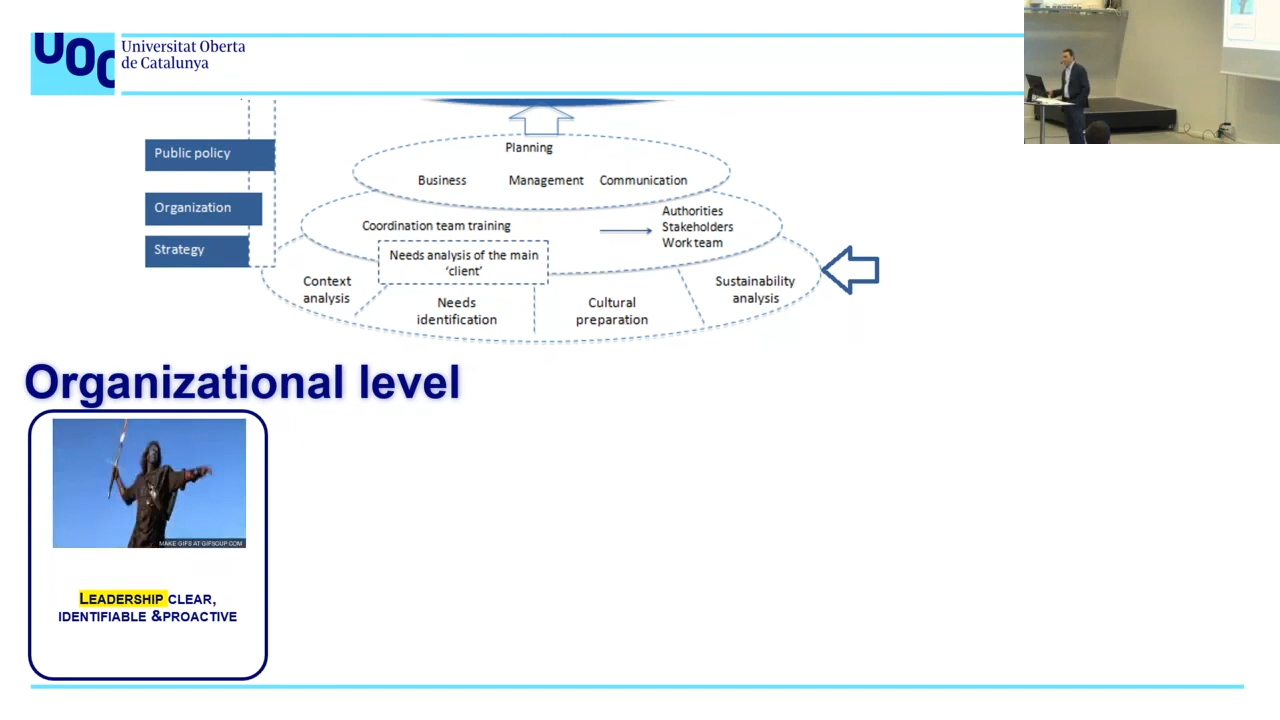 UOC
Universitat Oberta
de Catalunya
Public policy
Organization
Strategy
Planning
Business Management Communication
Coordination team training
Authorities
Stakeholders
Work team
Needs analysis of the main
‘client’
Context
analysis
Needs
identification
Cultural
preparation
Sustainability
analysis
Organizational level
MAKE GIFS AT GIFSOUP.COM
LEADERSHIP CLEAR,
IDENTIFIABLE &PROACTIVE